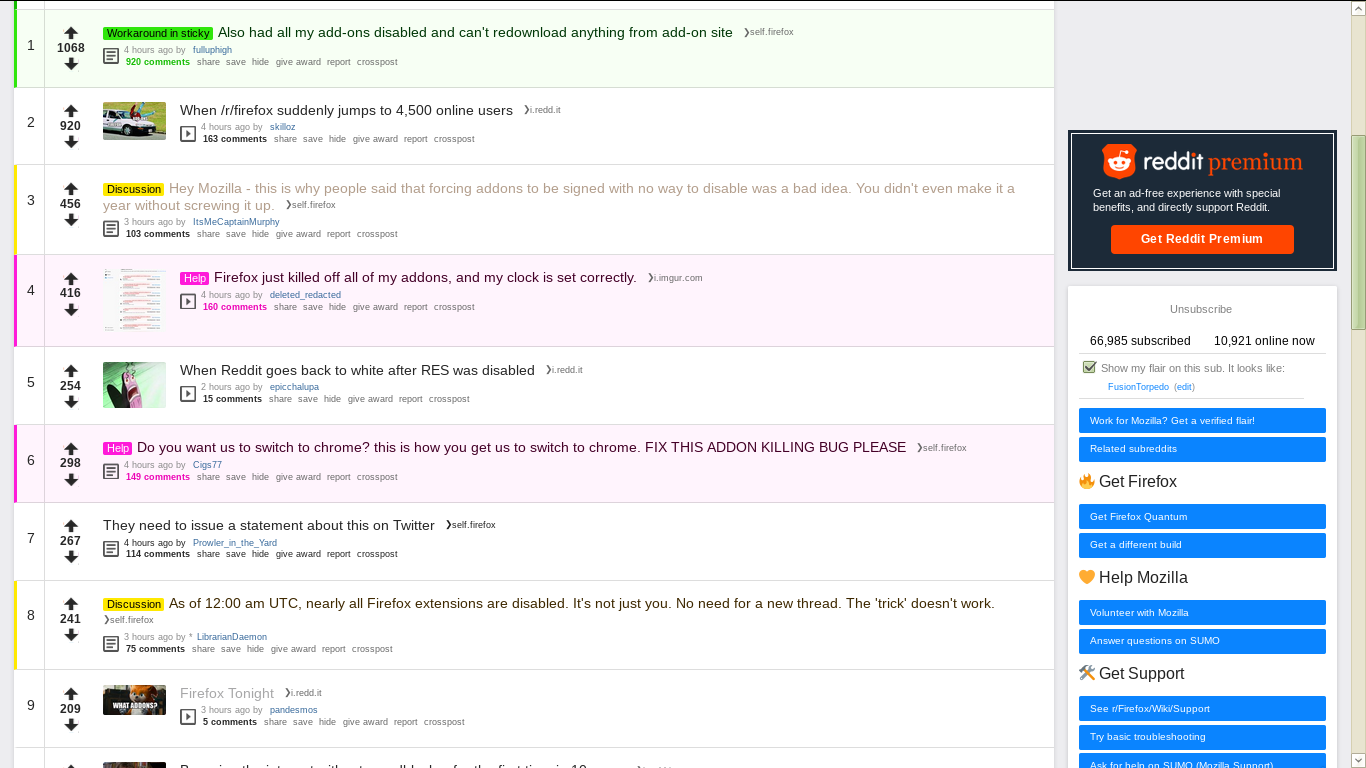 1
1068
Workaround in sticky Also had all my add-ons disabled and can't redownload anything from add-on site ❯self.firefox
4 hours ago by fulluphigh
920 comments share save hide give award report crosspost
2
920
When /r/firefox suddenly jumps to 4,500 online users ❯i.redd.it
4 hours ago by skilloz
163 comments share save hide give award report crosspost
3
456
Discussion Hey Mozilla - this is why people said that forcing addons to be signed with no way to disable was a bad idea. You didn't even make it a
year without screwing it up. ❯self.firefox
3 hours ago by ItsMeCaptainMurphy
103 comments share save hide give award report crosspost
4
416
Help Firefox just killed off all of my addons, and my clock is set correctly. ❯i.imgur.com
4 hours ago by deleted_redacted
160 comments share save hide give award report crosspost
5
254
When Reddit goes back to white after RES was disabled ❯i.redd.it
2 hours ago by epicchalupa
15 comments share save hide give award report crosspost
6
298
Help Do you want us to switch to chrome? this is how you get us to switch to chrome. FIX THIS ADDON KILLING BUG PLEASE ❯self.firefox
4 hours ago by Cigs77
149 comments share save hide give award report crosspost
7
267
They need to issue a statement about this on Twitter ❯self.firefox
4 hours ago by Prowler_in_the_Yard
114 comments share save hide give award report crosspost
8
241
Discussion As of 12:00 am UTC, nearly all Firefox extensions are disabled. It's not just you. No need for a new thread. The 'trick' doesn't work.
❯self.firefox
3 hours ago by * LibrarianDaemon
75 comments share save hide give award report crosspost
9
209
WHAT ADDONS?
Firefox Tonight ❯i.redd.it
3 hours ago by pandesmos
5 comments share save hide give award report crosspost
reddit premium
Get an ad-free experience with special
benefits, and directly support Reddit.
Get Reddit Premium
Unsubscribe
66,985 subscribed 10,921 online now
Show my flair on this sub. It looks like:
FusionTorpedo (edit)
Work for Mozilla? Get a verified flair!
Related subreddits
Get Firefox
Get Firefox Quantum
Get a different build
Help Mozilla
Volunteer with Mozilla
Answer questions on SUMO
Get Support
See r/Firefox/Wiki/Support
Try basic troubleshooting
Ask for help on SUMO (Mozilla Support)